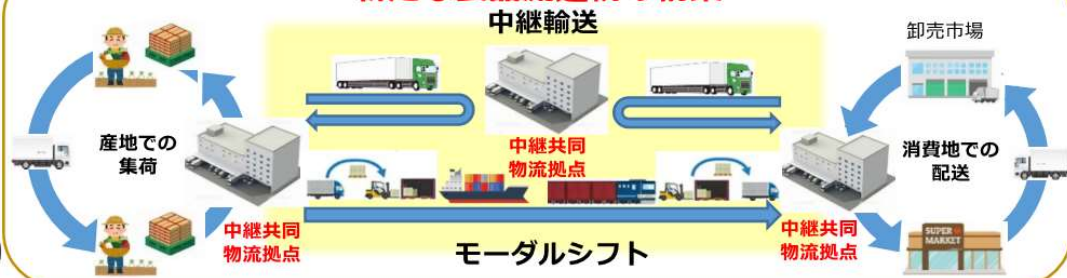 中継輸送
卸売市場
産地での
集荷
中継共同
物流拠点
消費地での
配送
中継共同
物流拠点
中継共同
物流拠点
SUPER
MARKET
モーダルシフト